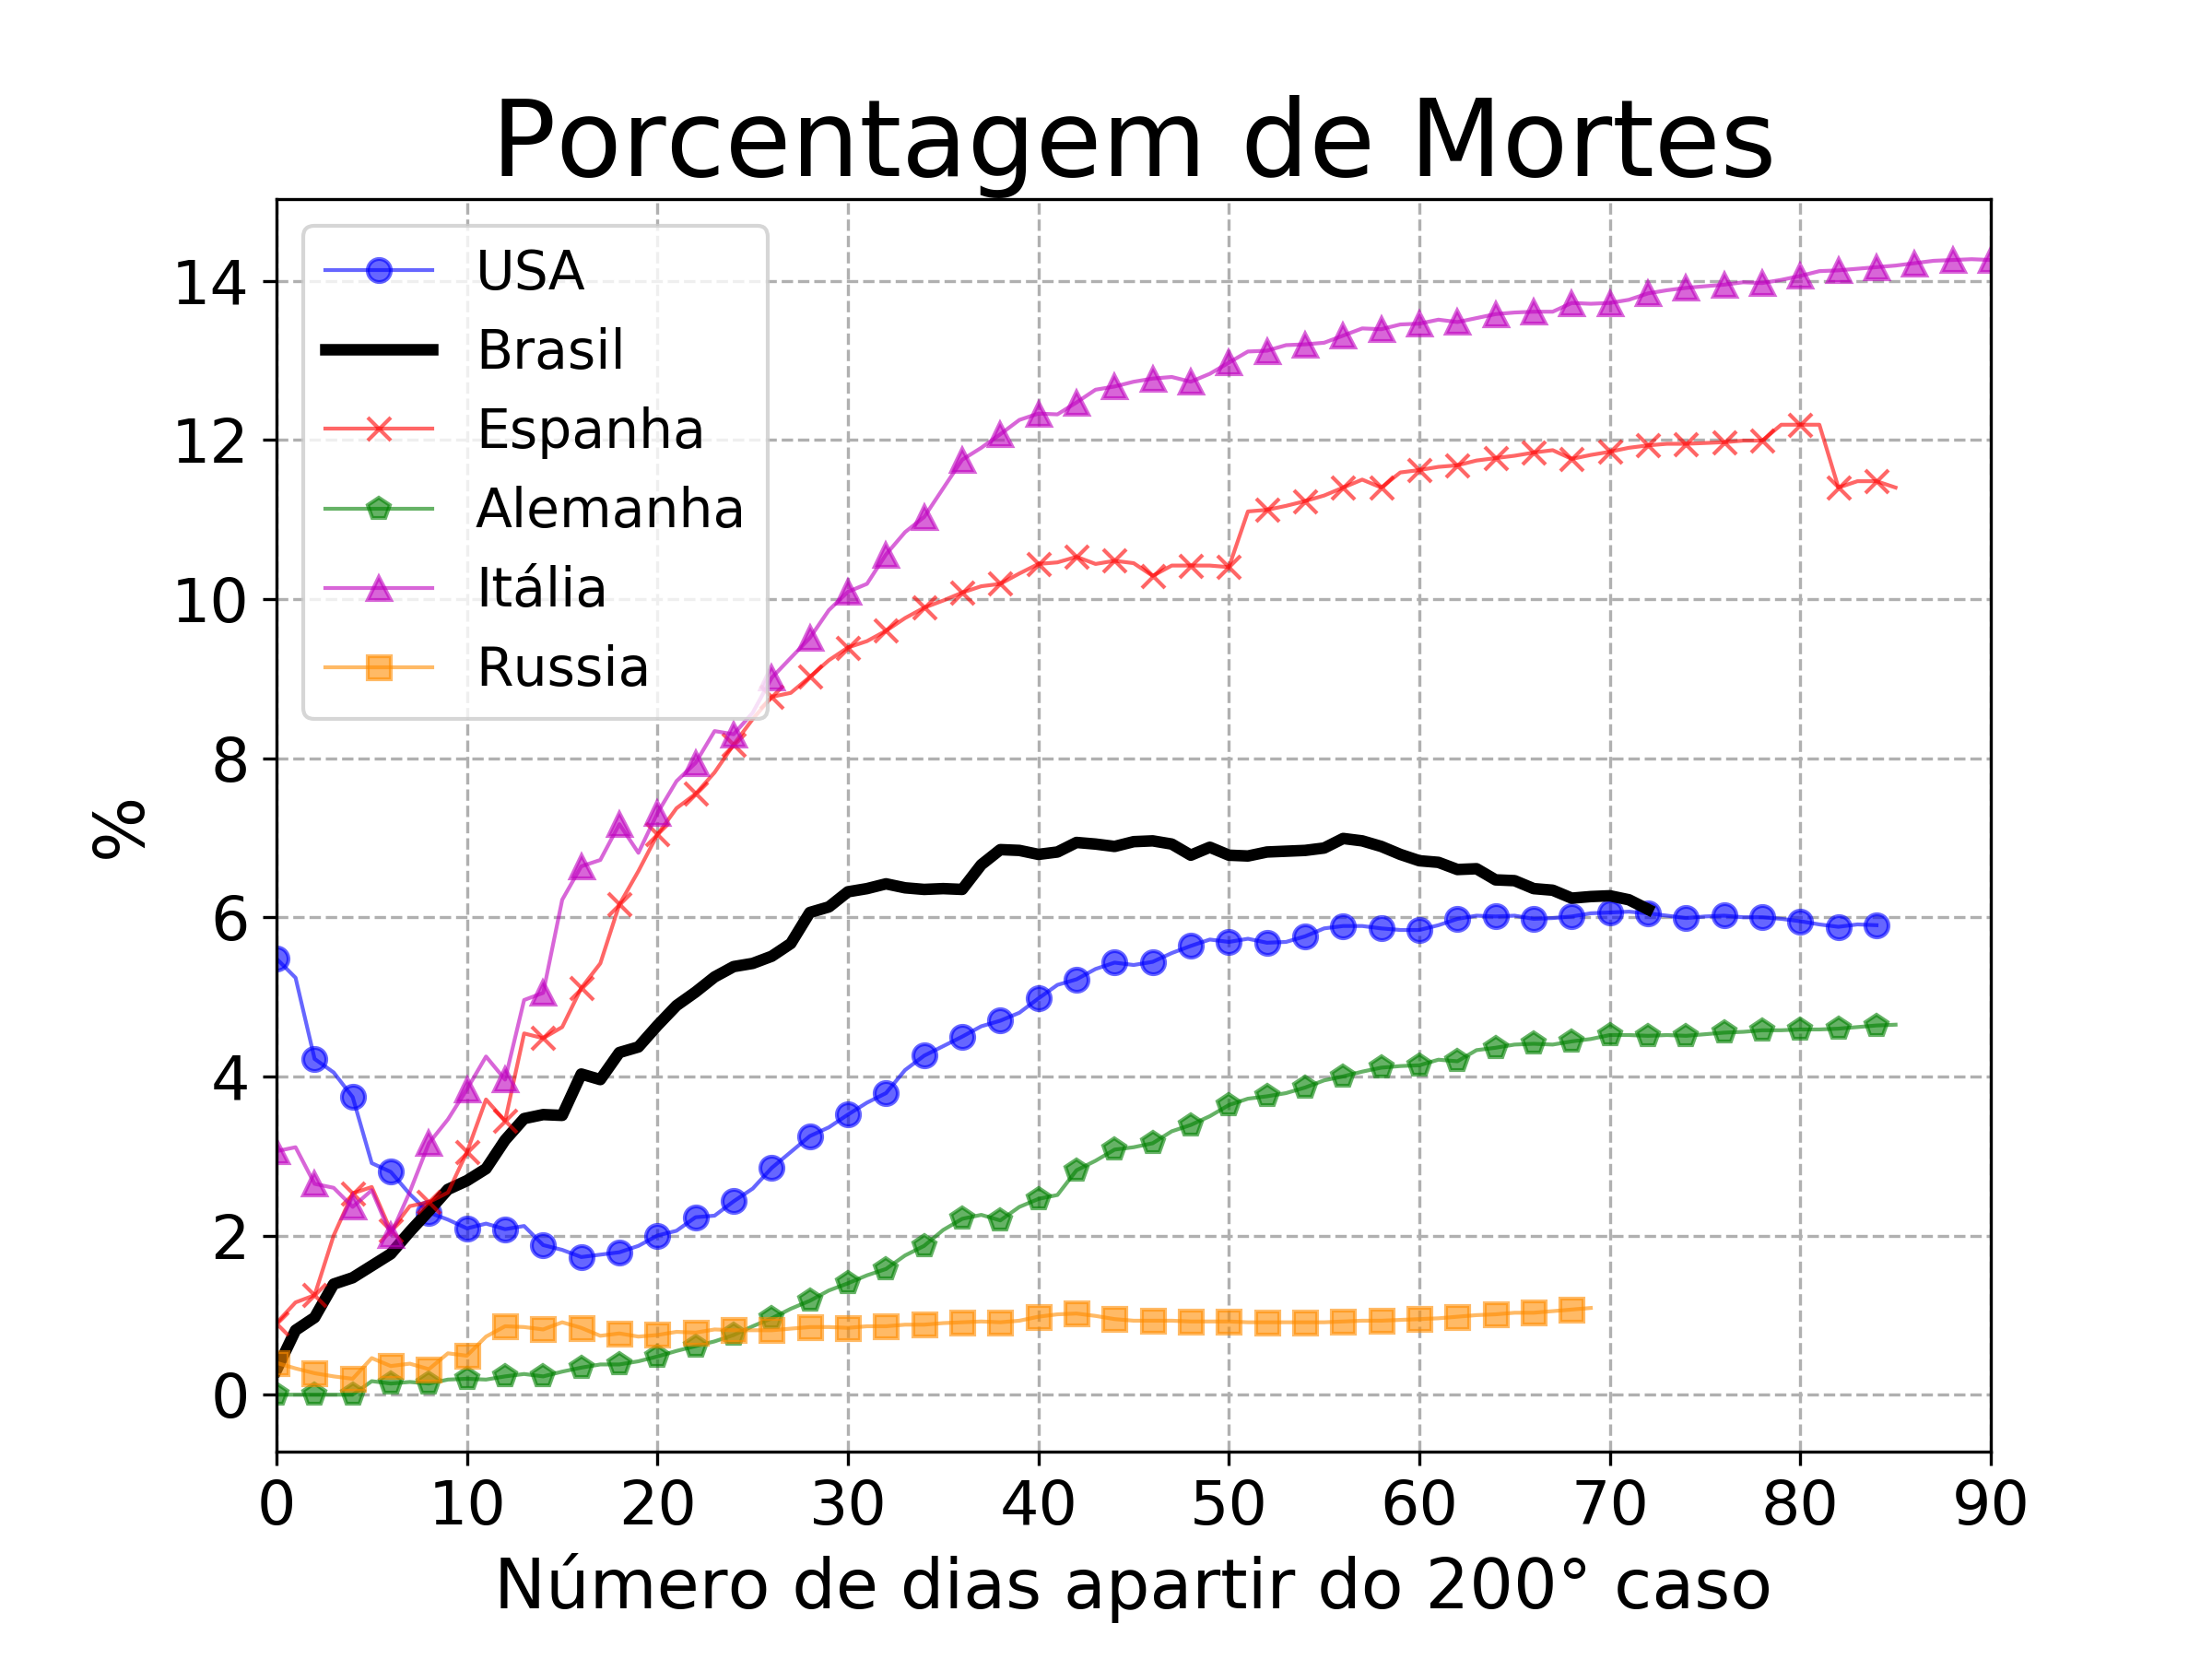 Porcentagem de Mortes
USA
Brasil
Espanha
Alemanha
Itália
Russia
14
12
10
8
6
4
2
0
%
0 10 20 30 40 50 60 70 80 90
Número de dias apartir do 200° caso